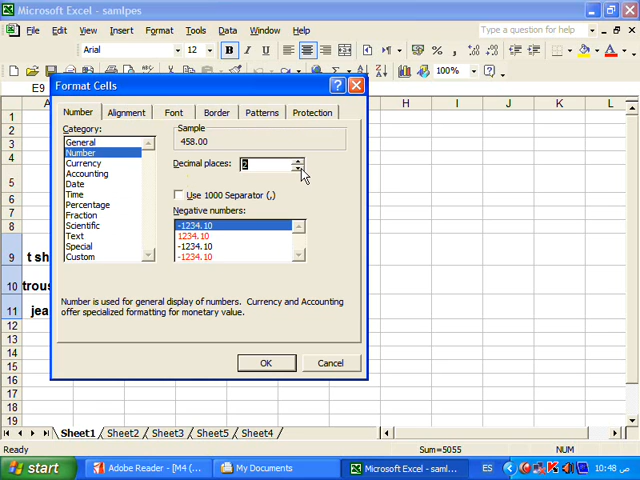 Microsoft Excel - samlpes
File Edit View Insert Format Tools Data Window Help
Type a question for help
Arial 12 B I U % ,
100%
E9
A H I J K L
1
2
3
4
5
6
7
8
9 t sh
10 trous
11 jea
12
13
14
15
16
17
18
19
Format Cells
Number Alignment Font Border Patterns Protection
Category:
General
Number
Currency
Accounting
Date
Time
Percentage
Fraction
Scientific
Text
Special
Custom
Sample
458.00
Decimal places: 2
Use 1000 Separator (,)
Negative numbers:
-1234.10
1234.10
-1234.10
-1234.10
Number is used for general display of numbers. Currency and Accounting
offer specialized formatting for monetary value.
OK Cancel
Sheet1 Sheet2 Sheet3 Sheet5 Sheet4
Ready Sum=5055 NUM
start Adobe Reader - [M4 (... My Documents Microsoft Excel - saml... ES 10:48 ص